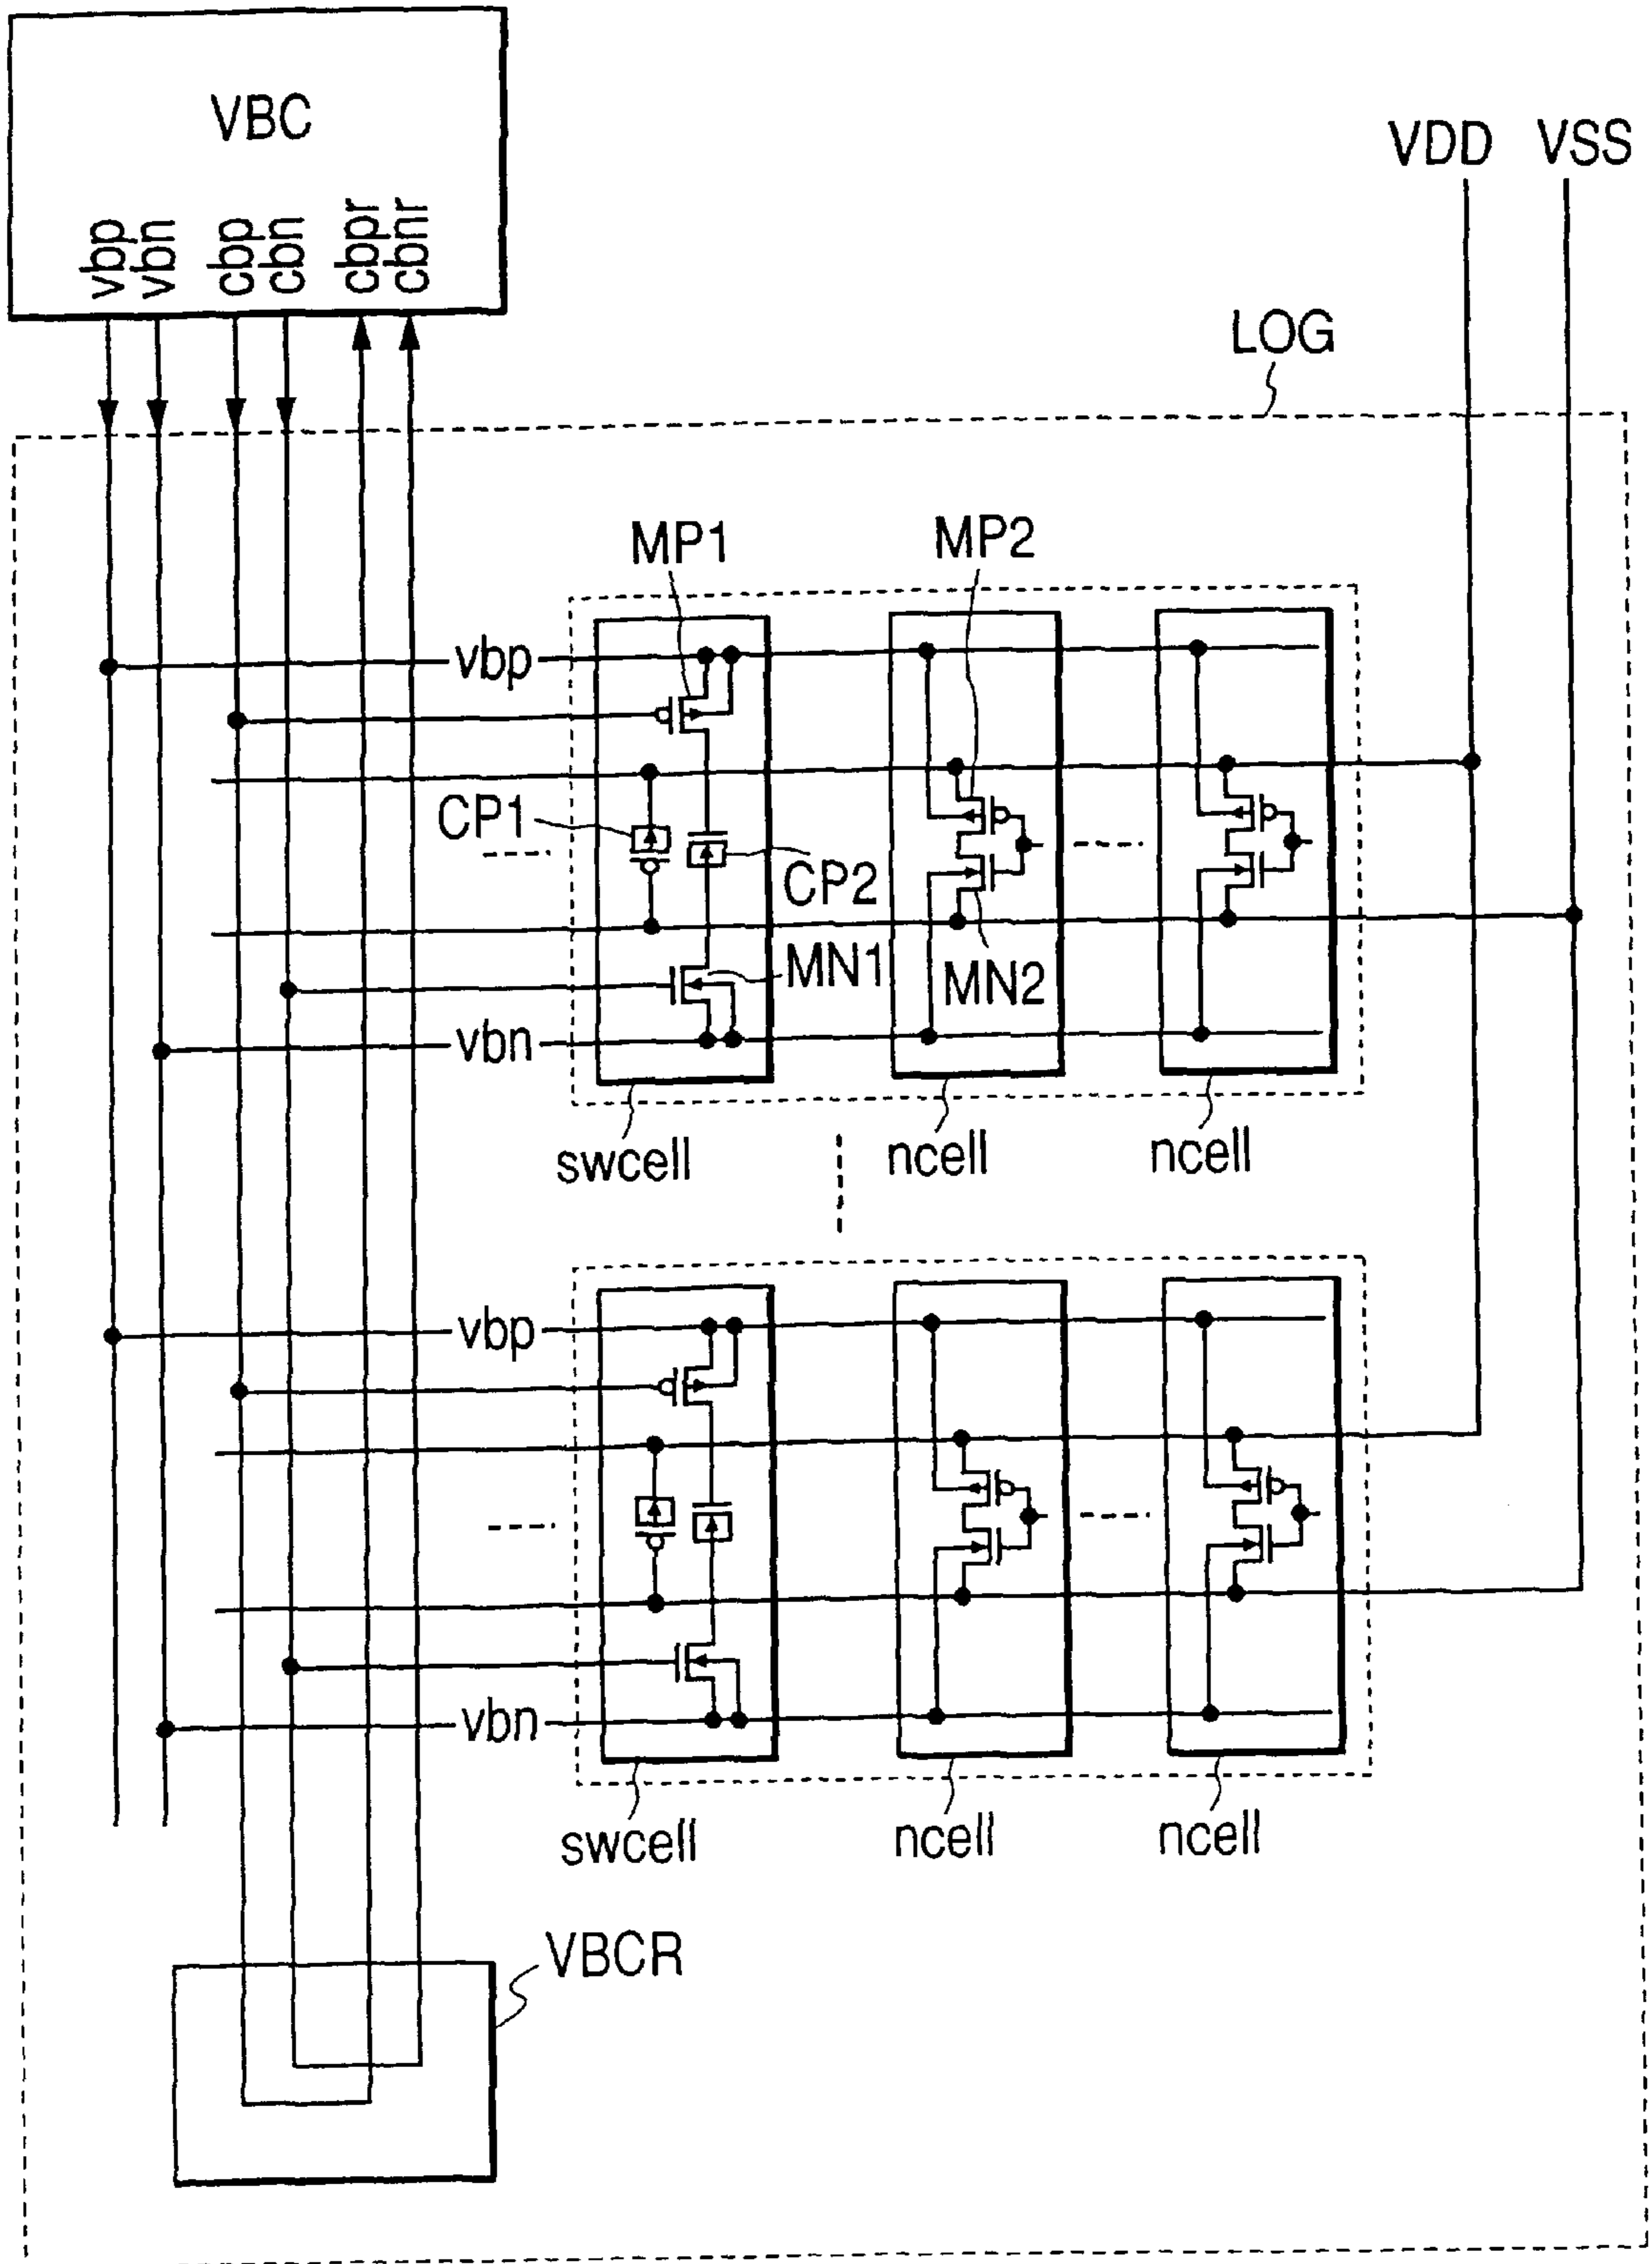 VBC
vbp
vbn
cbp
cbn
cbpr
cbnr
VDD VSS
LOG
MP1 MP2
vbp
CP1
CP2
MN1 MN2
vbn
swcell ncell ncell
vbp
vbn
swcell ncell ncell
VBCR